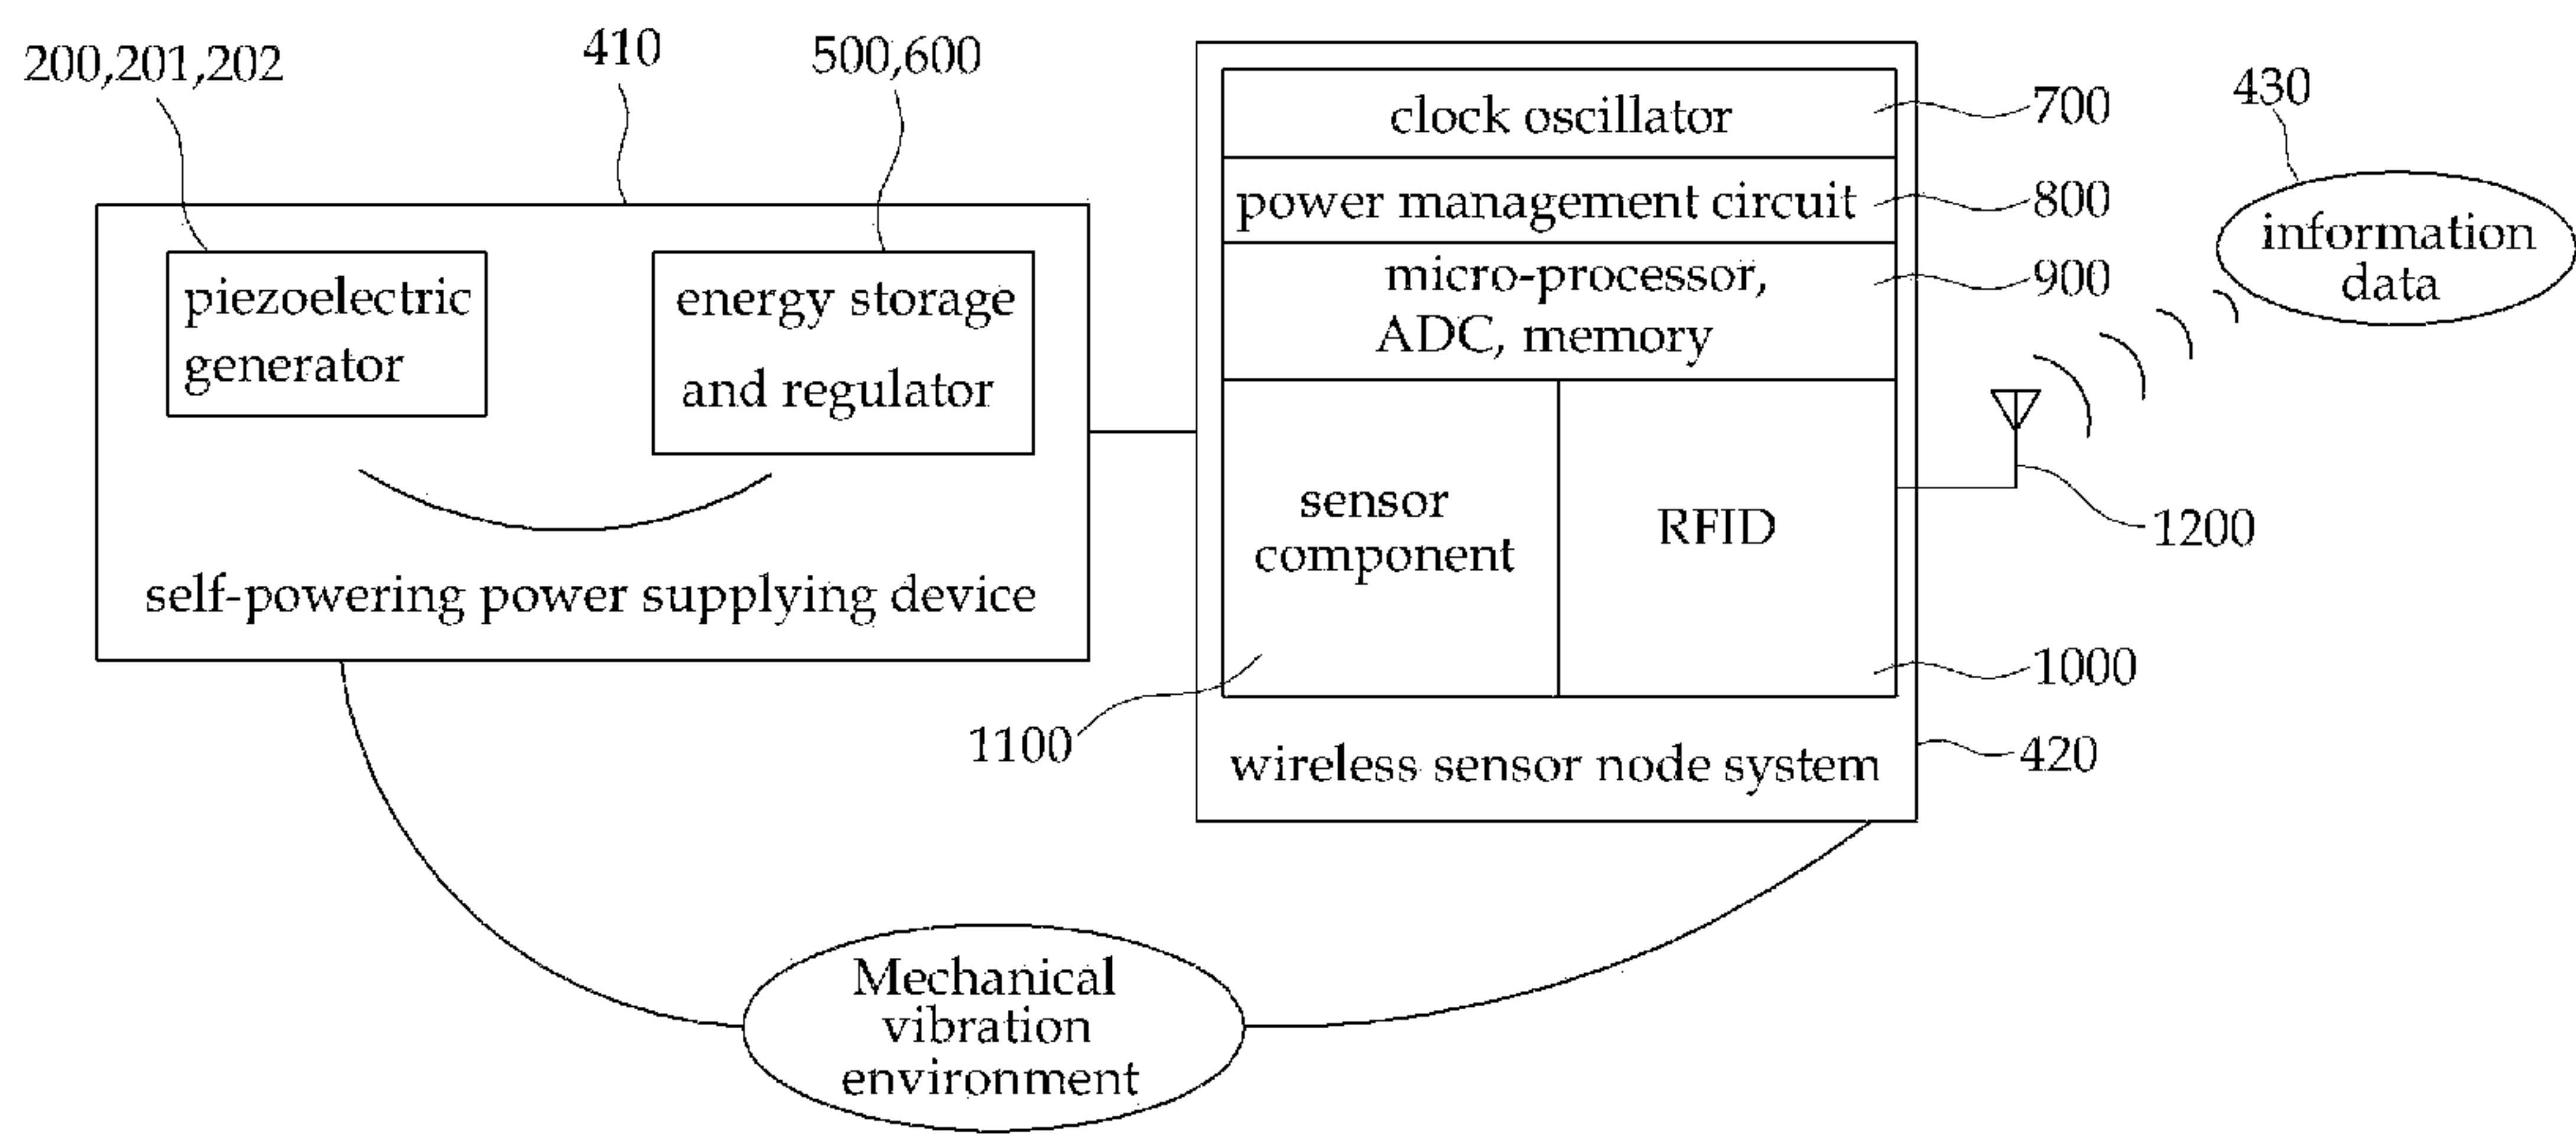 200,201,202
410
500,600
piezoelectric
generator
energy storage
and regulator
self-powering power supplying device
clock oscillator
700
power management circuit
800
micro-processor,
ADC, memory
900
sensor
component
1100
RFID
1000
wireless sensor node system
420
1200
430
information
data
Mechanical
vibration
environment